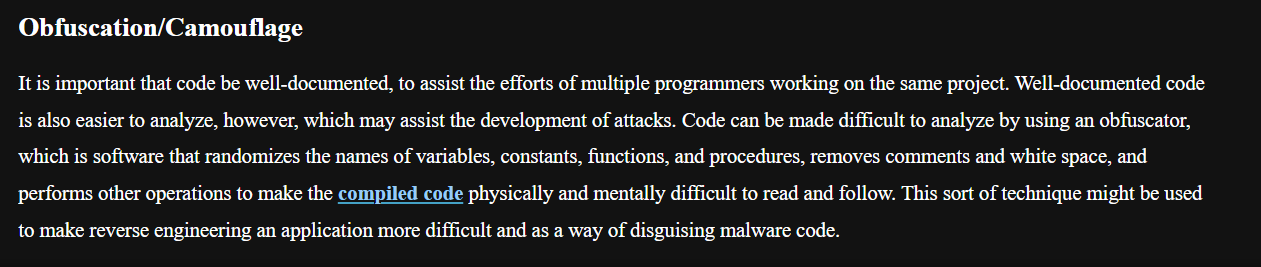 Obfuscation/Camouflage
It is important that code be well-documented, to assist the efforts of multiple programmers working on the same project. Well-documented code
is also easier to analyze, however, which may assist the development of attacks. Code can be made difficult to analyze by using an obfuscator,
which is software that randomizes the names of variables, constants, functions, and procedures, removes comments and white space, and
performs other operations to make the compiled code physically and mentally difficult to read and follow. This sort of technique might be used
to make reverse engineering an application more difficult and as a way of disguising malware code.